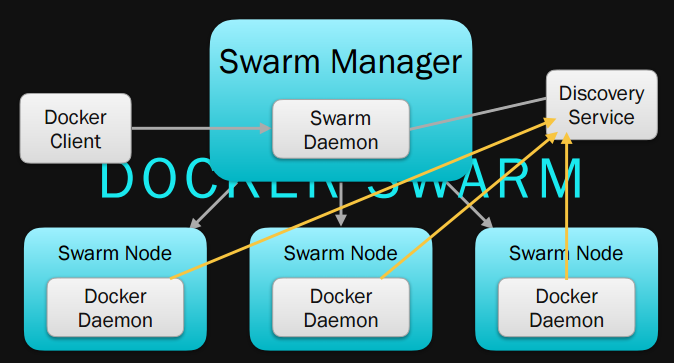 Swarm Manager
Docker
Client
Swarm
Daemon
Discovery
Service
DOCKER SWARM
Swarm Node
Docker
Daemon
Swarm Node
Docker
Daemon
Swarm Node
Docker
Daemon